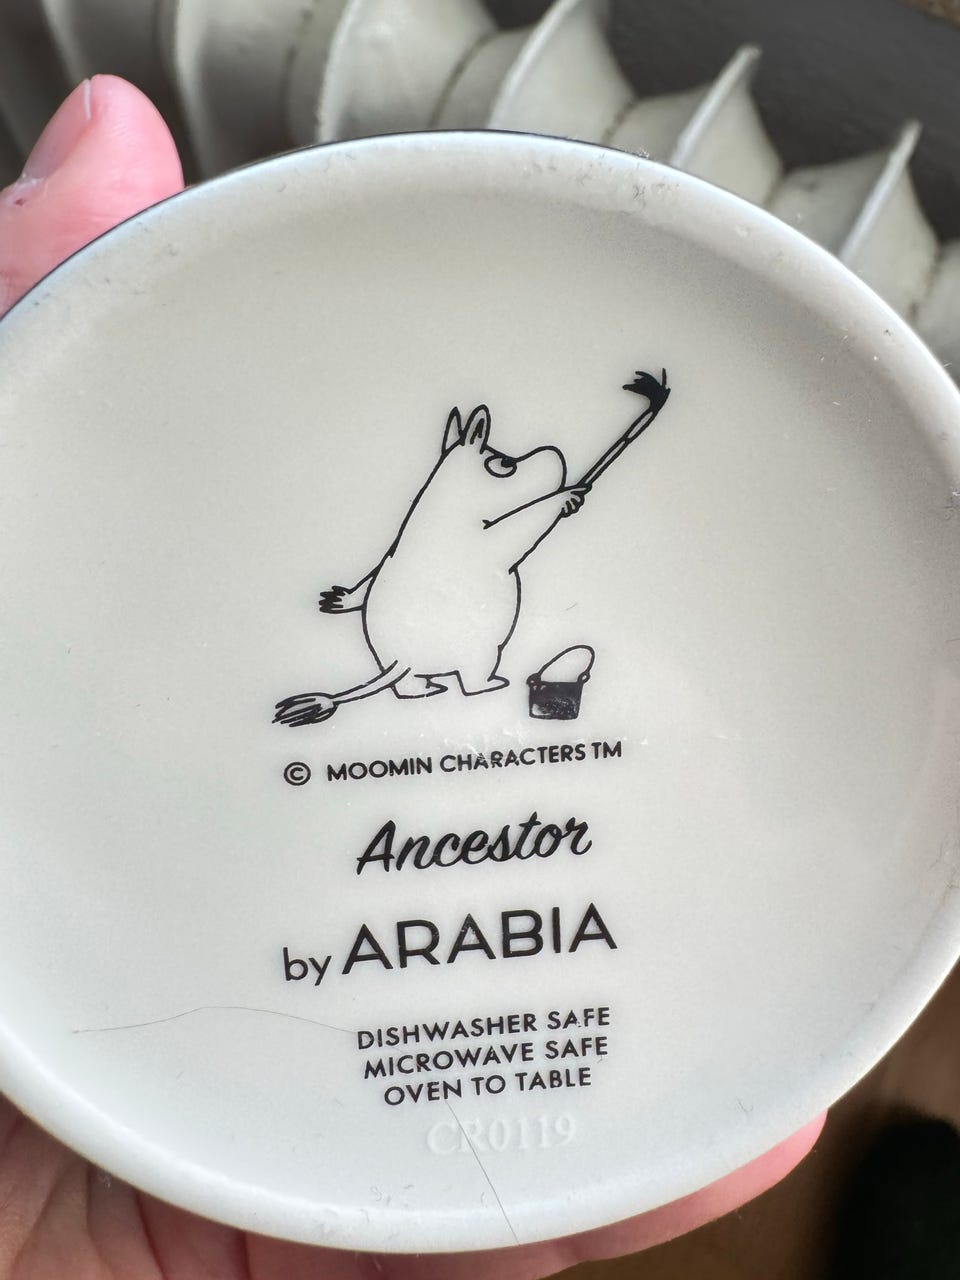 © MOOMIN CHARACTERS TM
Ancestor
by ARABIA
DISHWASHER SAFE
MICROWAVE SAFE
OVEN TO TABLE
CR0119